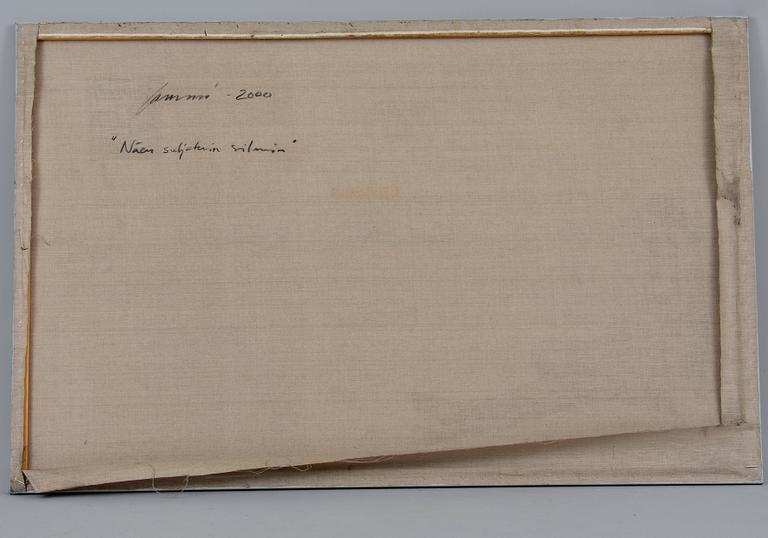 - 2000
"Näen suljetuin silmin"